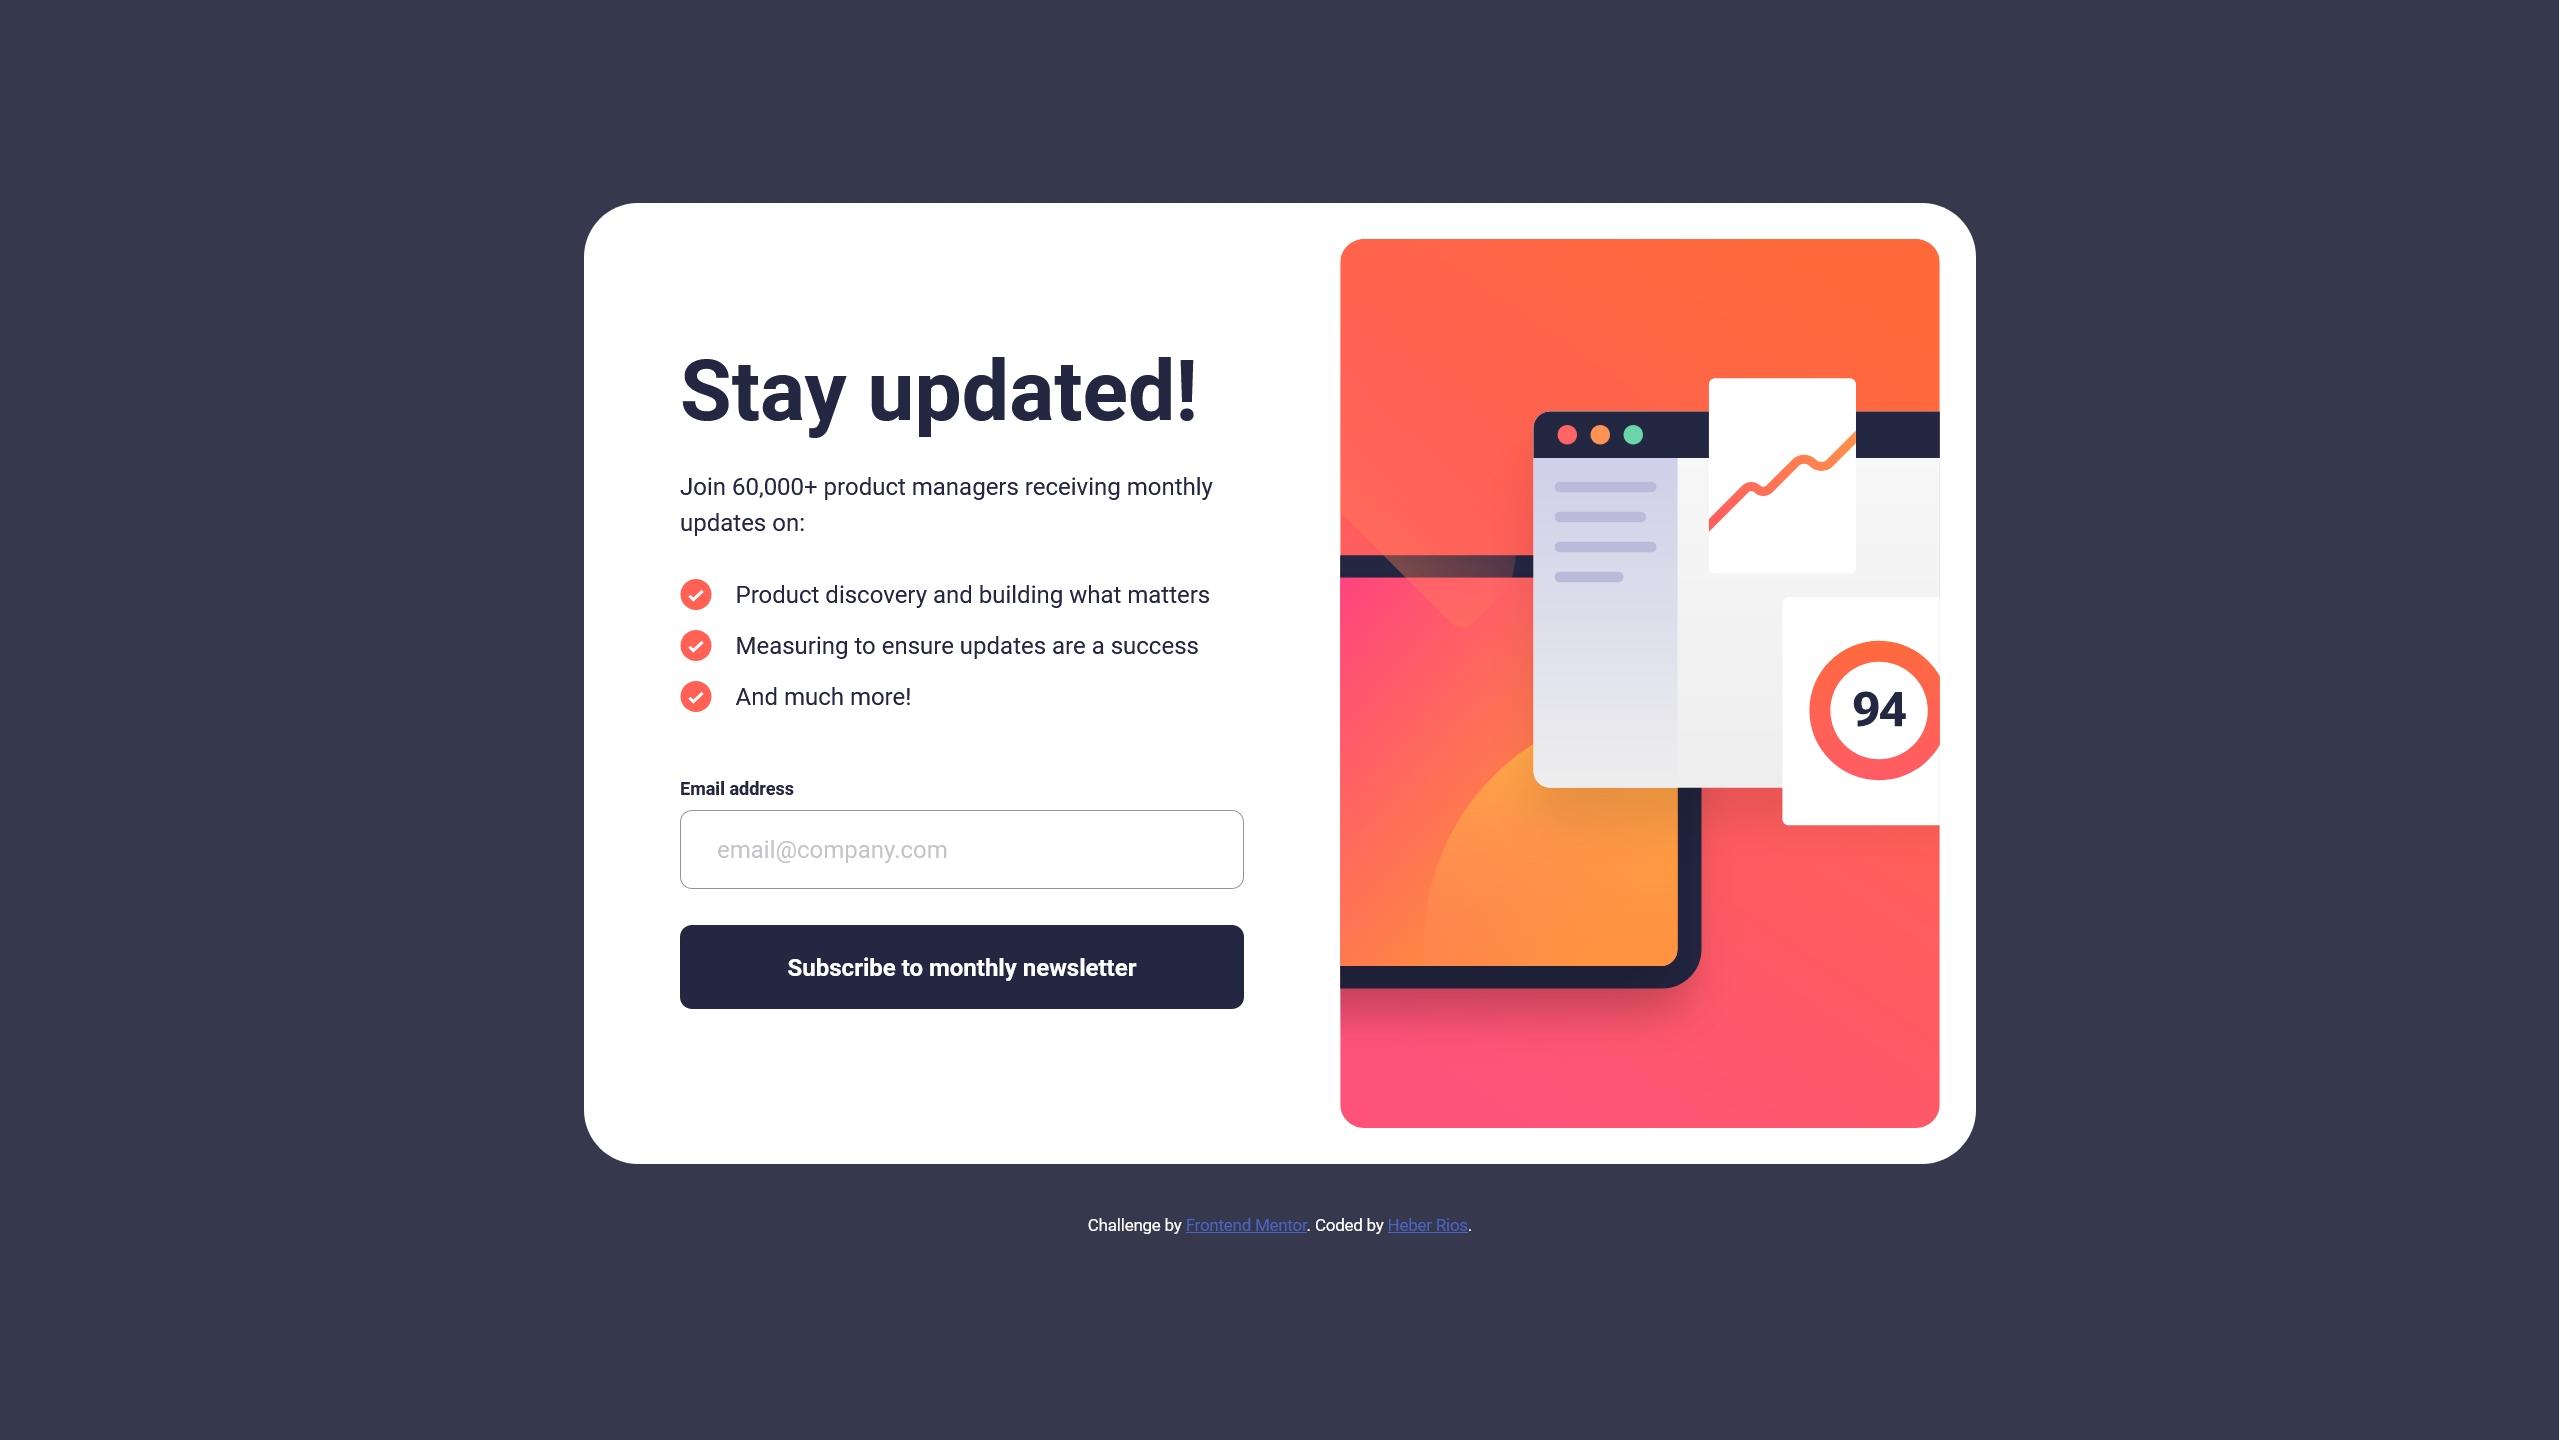 Stay updated!
Join 60,000+ product managers receiving monthly
updates on:
Product discovery and building what matters
Measuring to ensure updates are a success
And much more!
Email address
email@company.com
Subscribe to monthly newsletter
94
Challenge by Frontend Mentor. Coded by Heber Rios.